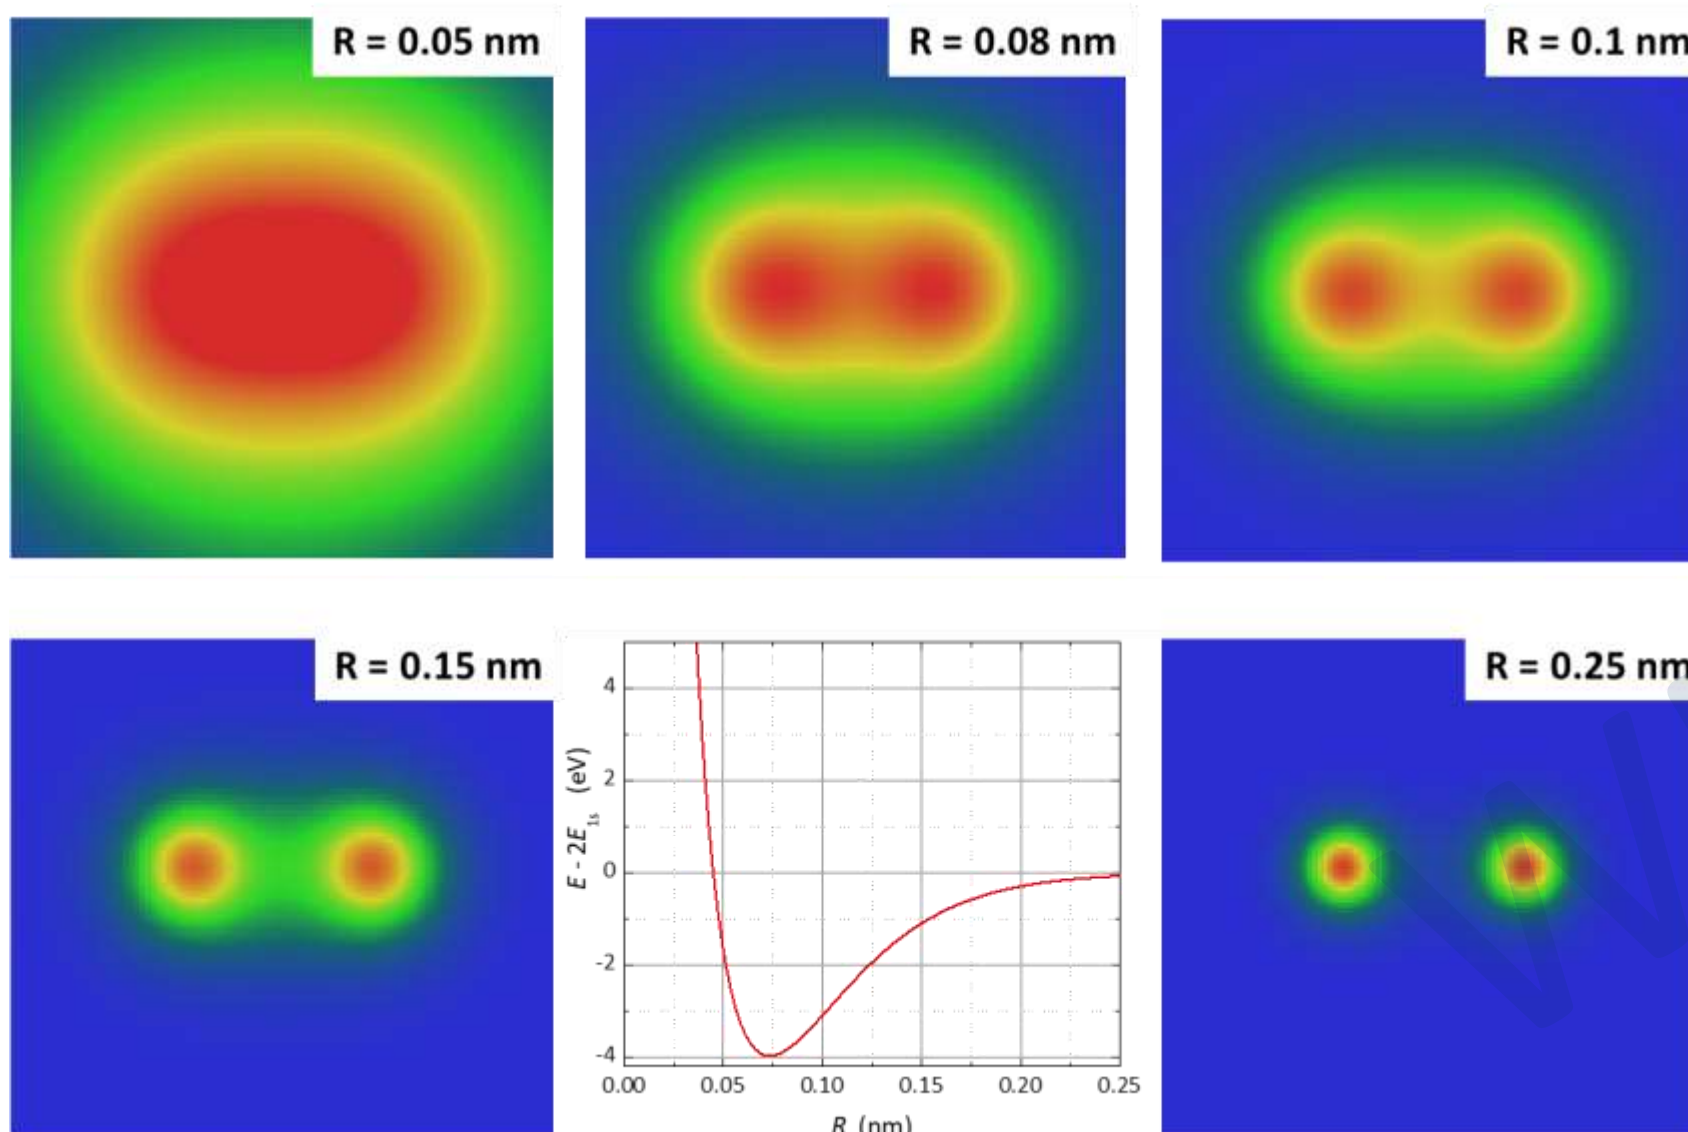 R = 0.05 nm
R = 0.08 nm
R = 0.1 nm
R = 0.15 nm
R = 0.25 nm
E - 2E1s (eV)
4
2
0
-2
-4
0.00 0.05 0.10 0.15 0.20 0.25
R (nm)